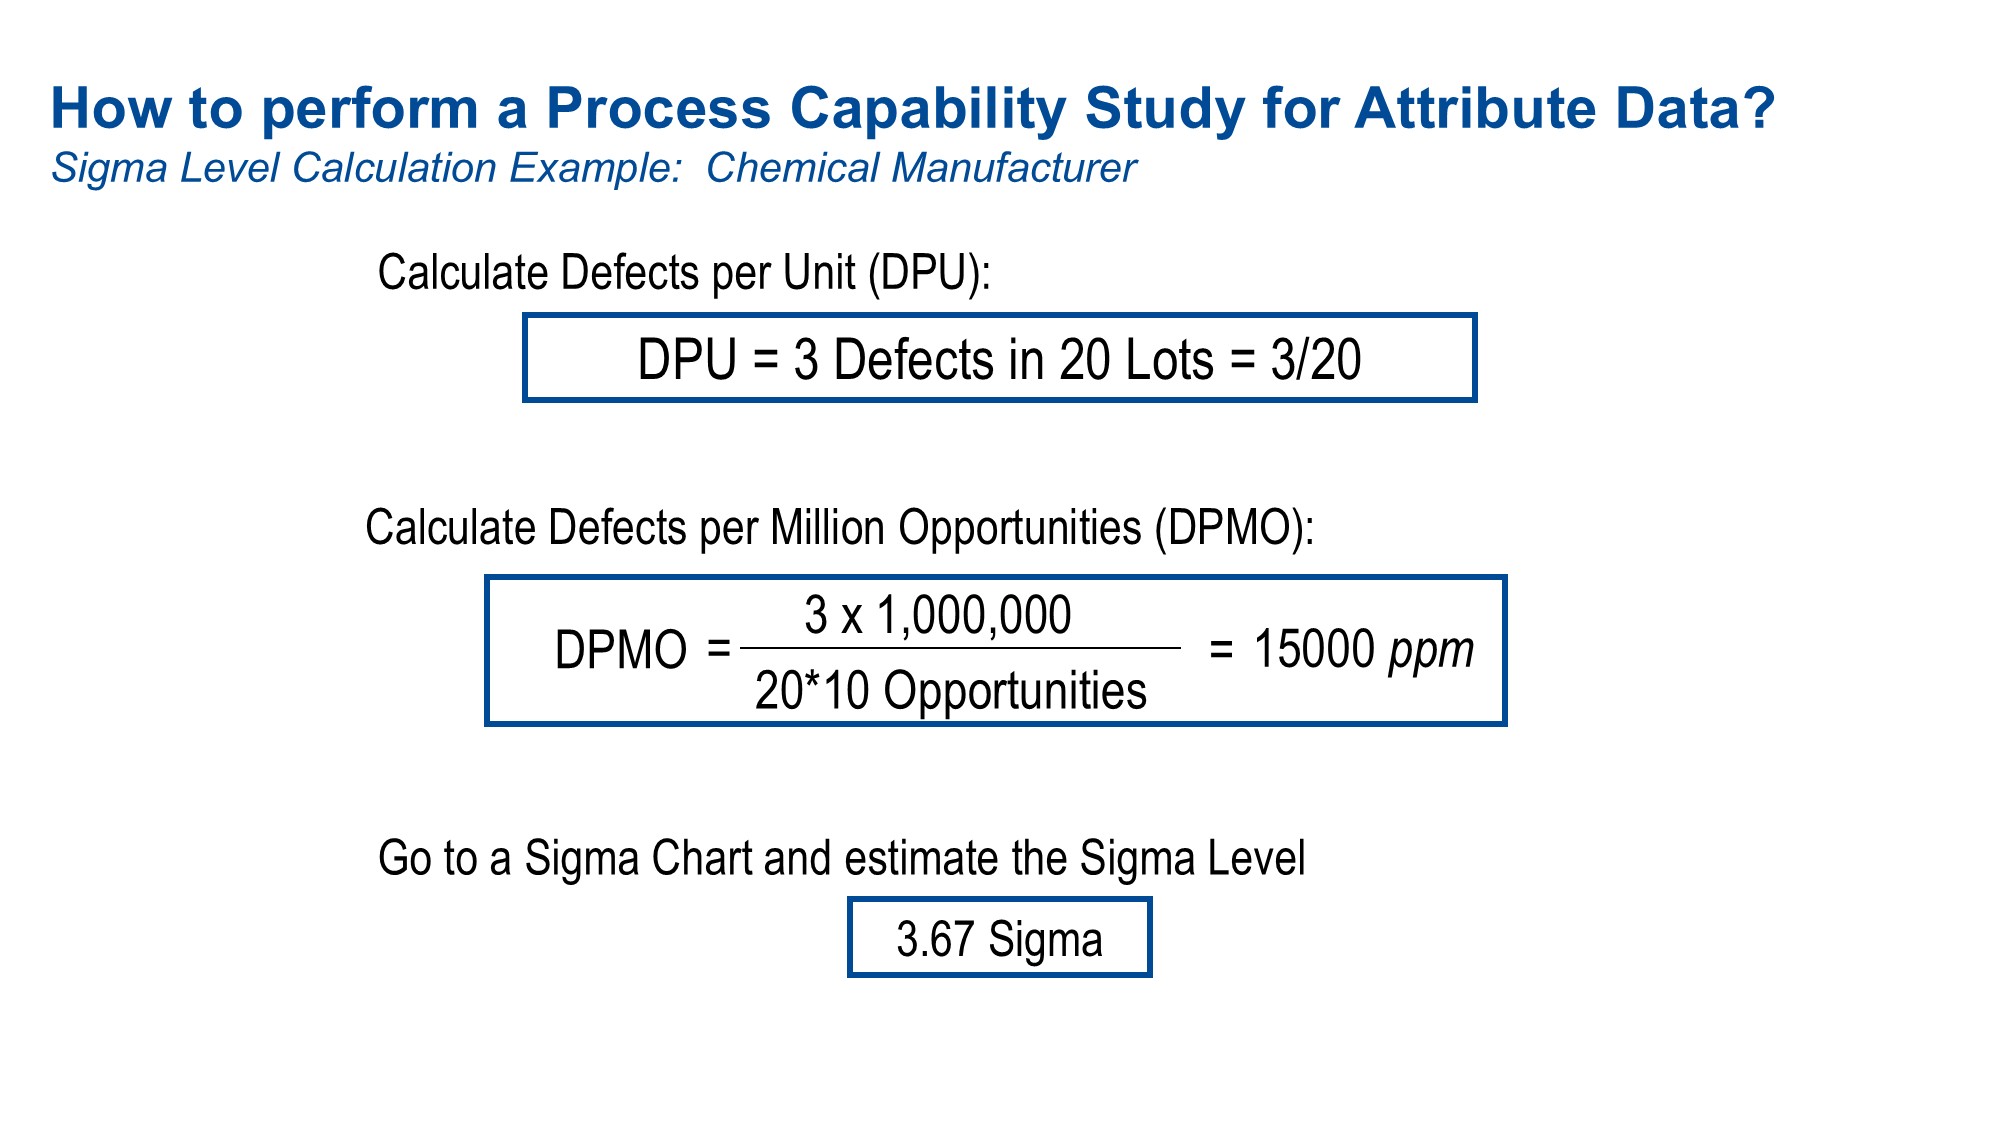 How to perform a Process Capability Study for Attribute Data?
Sigma Level Calculation Example:  Chemical Manufacturer
Calculate Defects per Unit (DPU):
DPU = 3 Defects in 20 Lots = 3/20
Calculate Defects per Million Opportunities (DPMO):
3 x 1,000,000
DPMO = = 15000 ppm
20*10 Opportunities
Go to a Sigma Chart and estimate the Sigma Level
3.67 Sigma